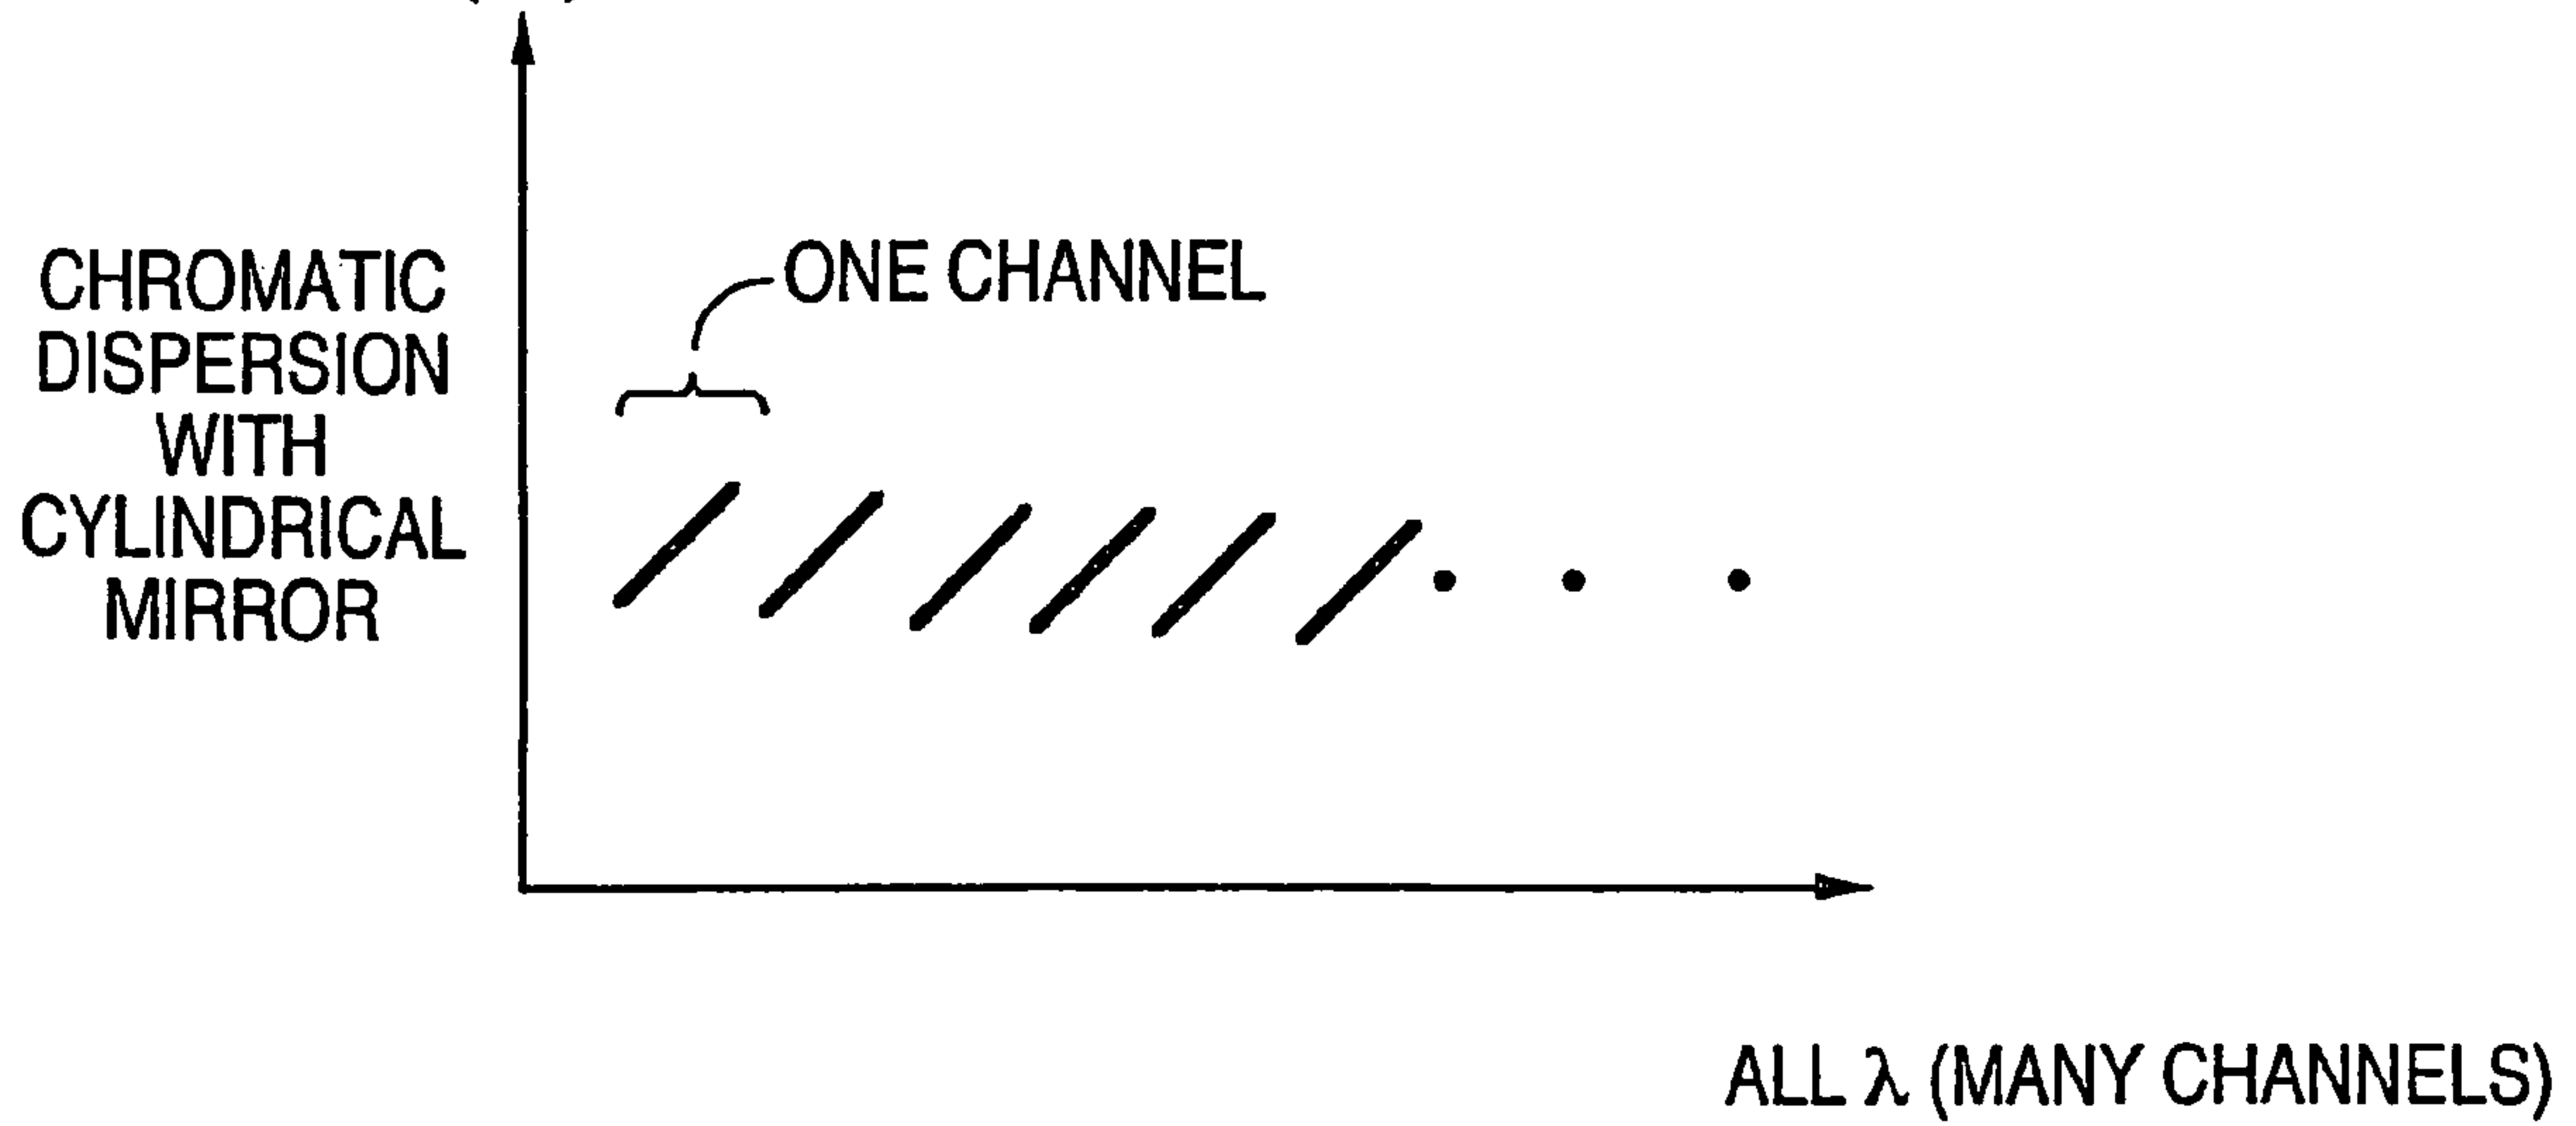 ONE CHANNEL
CHROMATIC
DISPERSION
WITH
CYLINDRICAL
MIRROR
ALL λ (MANY CHANNELS)